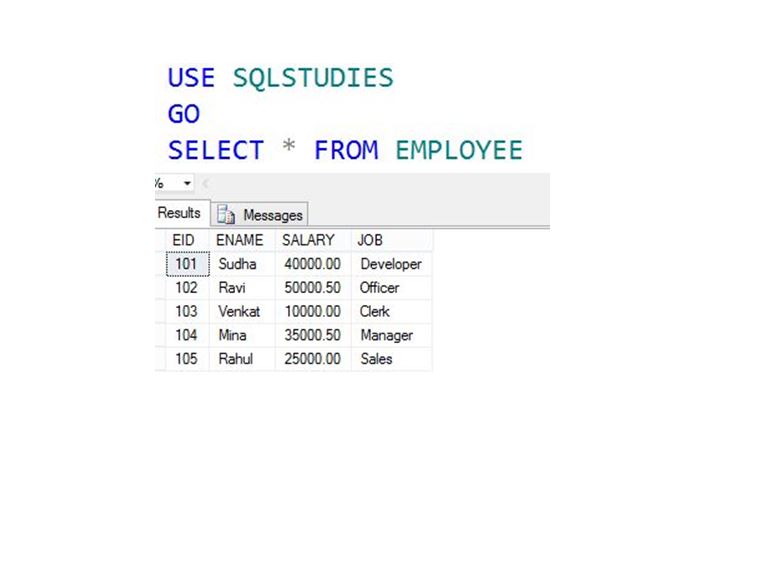 USE SQLSTUDIES
GO
SELECT * FROM EMPLOYEE
%
Results Messages
EID ENAME SALARY JOB
101 Sudha 40000.00 Developer
102 Ravi 50000.50 Officer
103 Venkat 10000.00 Clerk
104 Mina 35000.50 Manager
105 Rahul 25000.00 Sales